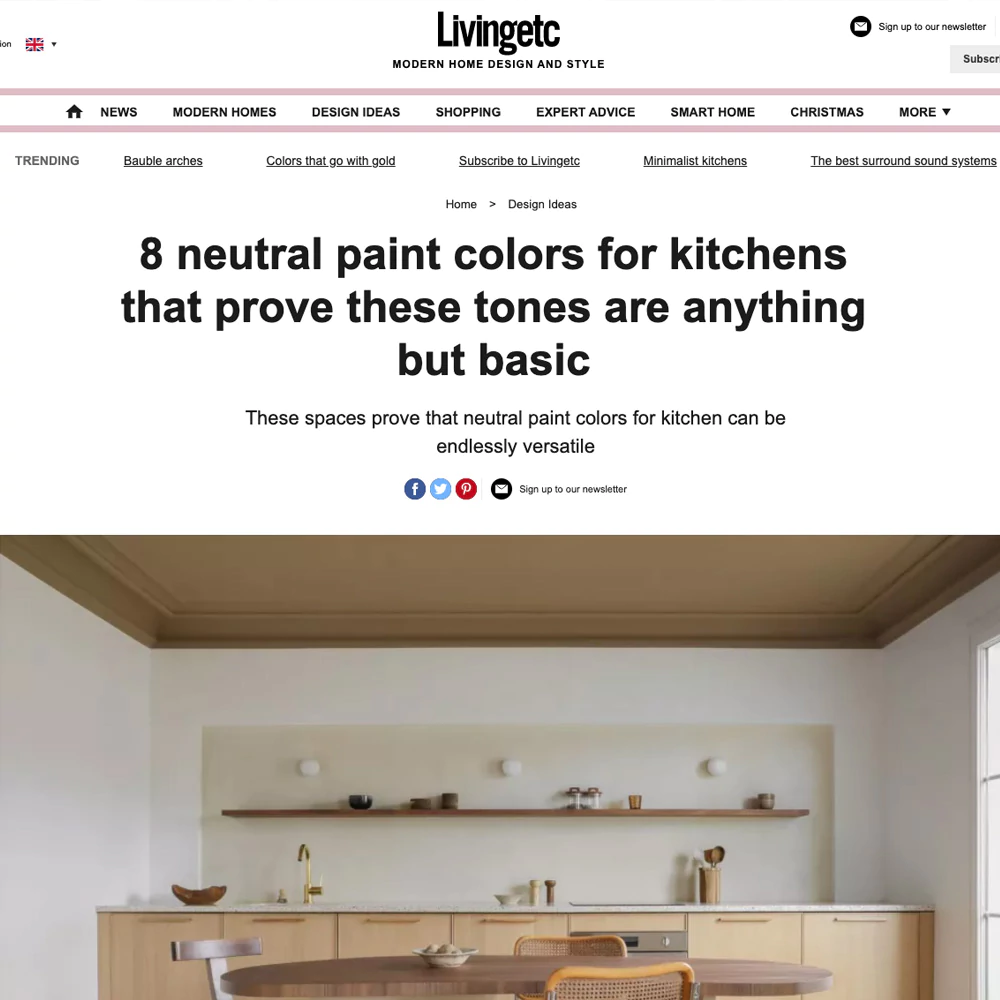 Livingetc
MODERN HOME DESIGN AND STYLE
Sign up to our newsletter
NEWS MODERN HOMES DESIGN IDEAS SHOPPING EXPERT ADVICE SMART HOME CHRISTMAS MORE ▼
TRENDING Bauble arches Colors that go with gold Subscribe to Livingetc Minimalist kitchens The best surround sound systems
Home > Design Ideas
8 neutral paint colors for kitchens
that prove these tones are anything
but basic
These spaces prove that neutral paint colors for kitchen can be
endlessly versatile
Sign up to our newsletter